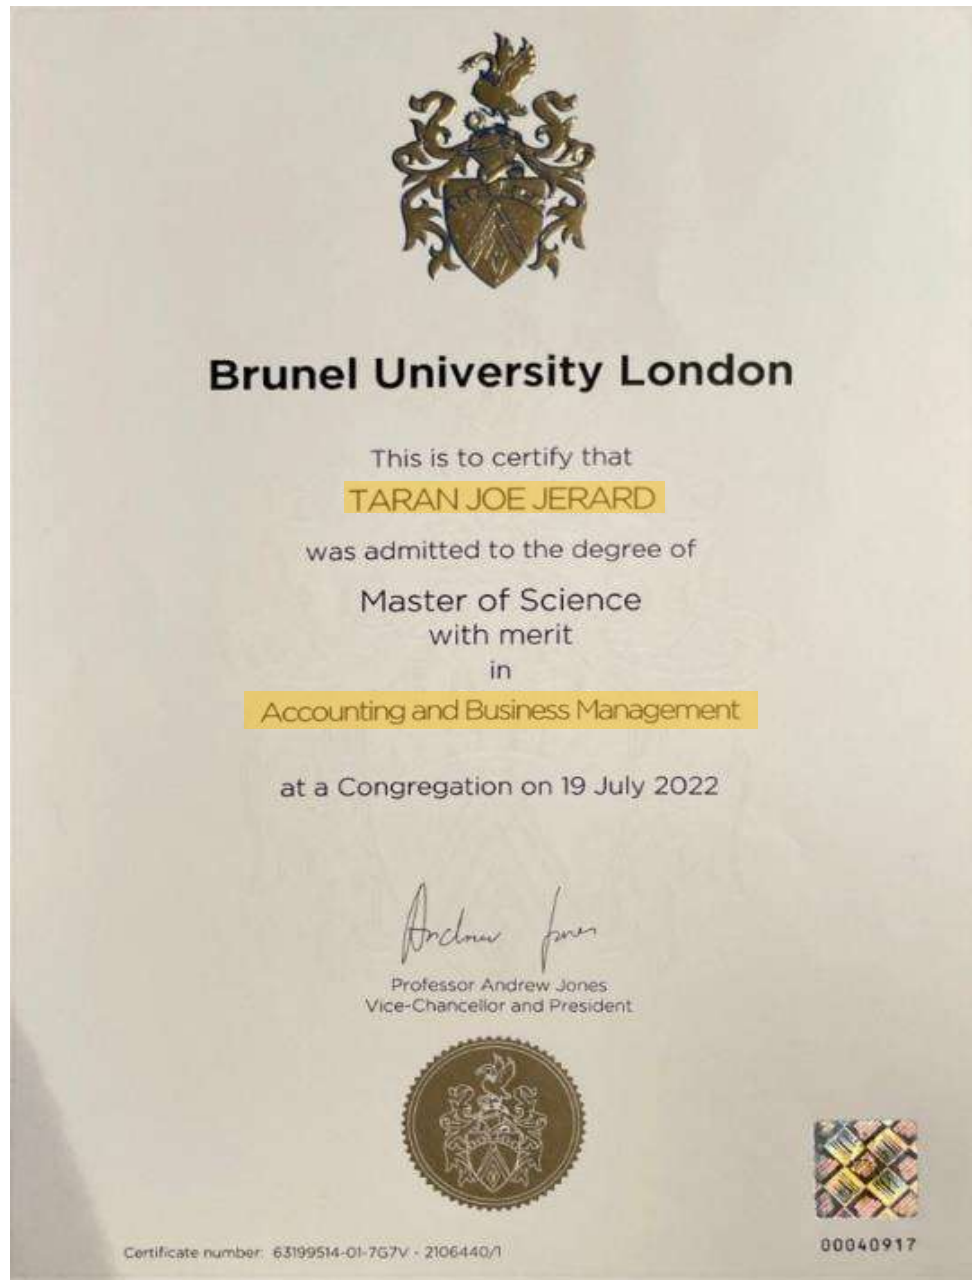 Brunel University London
This is to certify that
TARAN JOE JERARD
was admitted to the degree of
Master of Science
with merit
in
Accounting and Business Management
at a Congregation on 19 July 2022
Andrew Jones
Professor Andrew Jones
Vice-Chancellor and President
Certificate number: 63199514-01-7G7V - 2106440/1
00040917